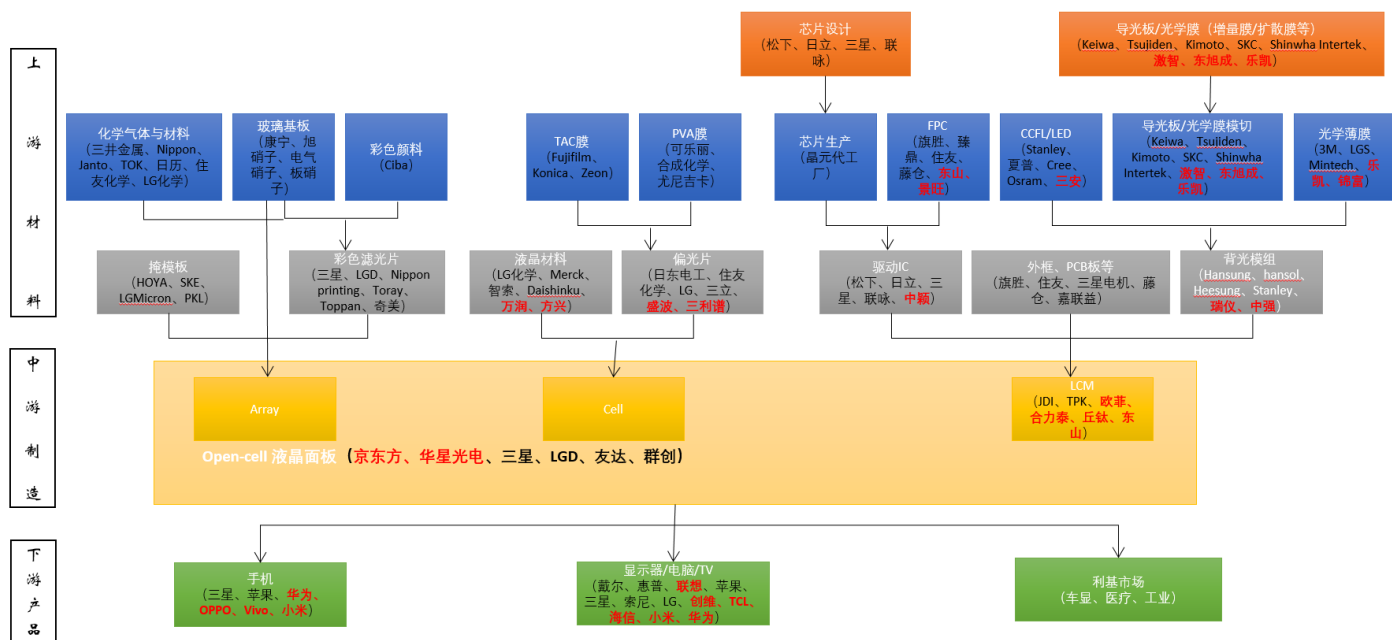 上
游
材
料
芯片设计
（松下、日立、三星、联
咏）
导光板/光学膜（增量膜/扩散膜等）
（Keiwa、Tsujiden、Kimoto、SKC、Shinwha Intertek、
激智、东旭成、乐凯）
化学气体与材料
（三井金属、Nippon、
Janto、TOK、日历、住
友化学、LG化学）
玻璃基板
（康宁、旭
硝子、电气
硝子、板硝
子）
彩色颜料
（Ciba）
TAC膜
（Fujifilm、
Konica、Zeon）
PVA膜
（可乐丽、
合成化学、
尤尼吉卡）
芯片生产
（晶元代工
厂）
FPC
（旗胜、臻
鼎、住友、
藤仓、东山、
景旺）
CCFL/LED
（Stanley、
夏普、Cree、
Osram、三安）
导光板/光学膜模切
（Keiwa、Tsujiden、
Kimoto、SKC、Shinwha
Intertek、激智、东旭成、
乐凯）
光学薄膜
（3M、LGS、
Mintech、乐
凯、锦富）
掩模板
（HOYA、SKE、
LGMicron、PKL）
彩色滤光片
（三星、LGD、Nippon
printing、Toray、
Toppan、奇美）
液晶材料
（LG化学、Merck、
智索、Daishinku、
万润、方兴）
偏光片
（日东电工、住友
化学、LG、三立、
盛波、三利谱）
驱动IC
（松下、日立、三
星、联咏、中颖）
外框、PCB板等
（旗胜、住友、三星电机、藤
仓、嘉联益）
背光模组
（Hansung、hansol、
Heesung、Stanley、
瑞仪、中强）
中
游
制
造
Array
Cell
LCM
（JDI、TPK、欧菲、
合力泰、丘钛、东
山）
Open-cell 液晶面板（京东方、华星光电、三星、LGD、友达、群创）
下
游
产
品
手机
（三星、苹果、华为、
OPPO、Vivo、小米）
显示器/电脑/TV
（戴尔、惠普、联想、苹果、
三星、索尼、LG、创维、TCL、
海信、小米、华为）
利基市场
（车显、医疗、工业）